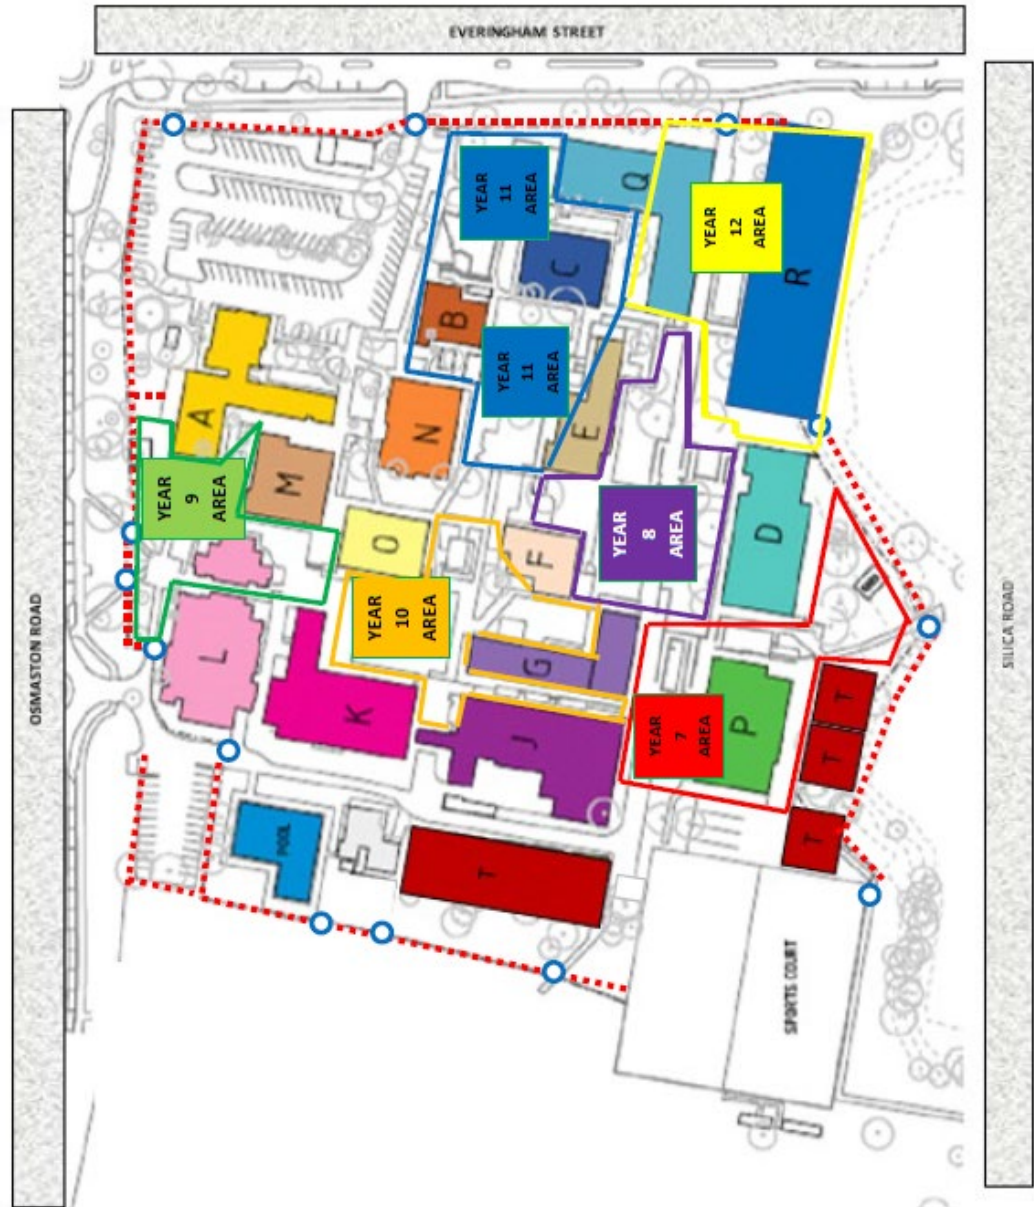 EVERINGHAM STREET
OSMASTON ROAD
SILICA ROAD
YEAR
11
AREA
Q
YEAR
12
AREA
C
R
B
YEAR
11
AREA
A
N
E
M
YEAR
9
AREA
O
F
YEAR
8
AREA
D
YEAR
10
AREA
L
G
K
J
YEAR
7
AREA
P
T
T
T
POOL
T
SPORTS COURT